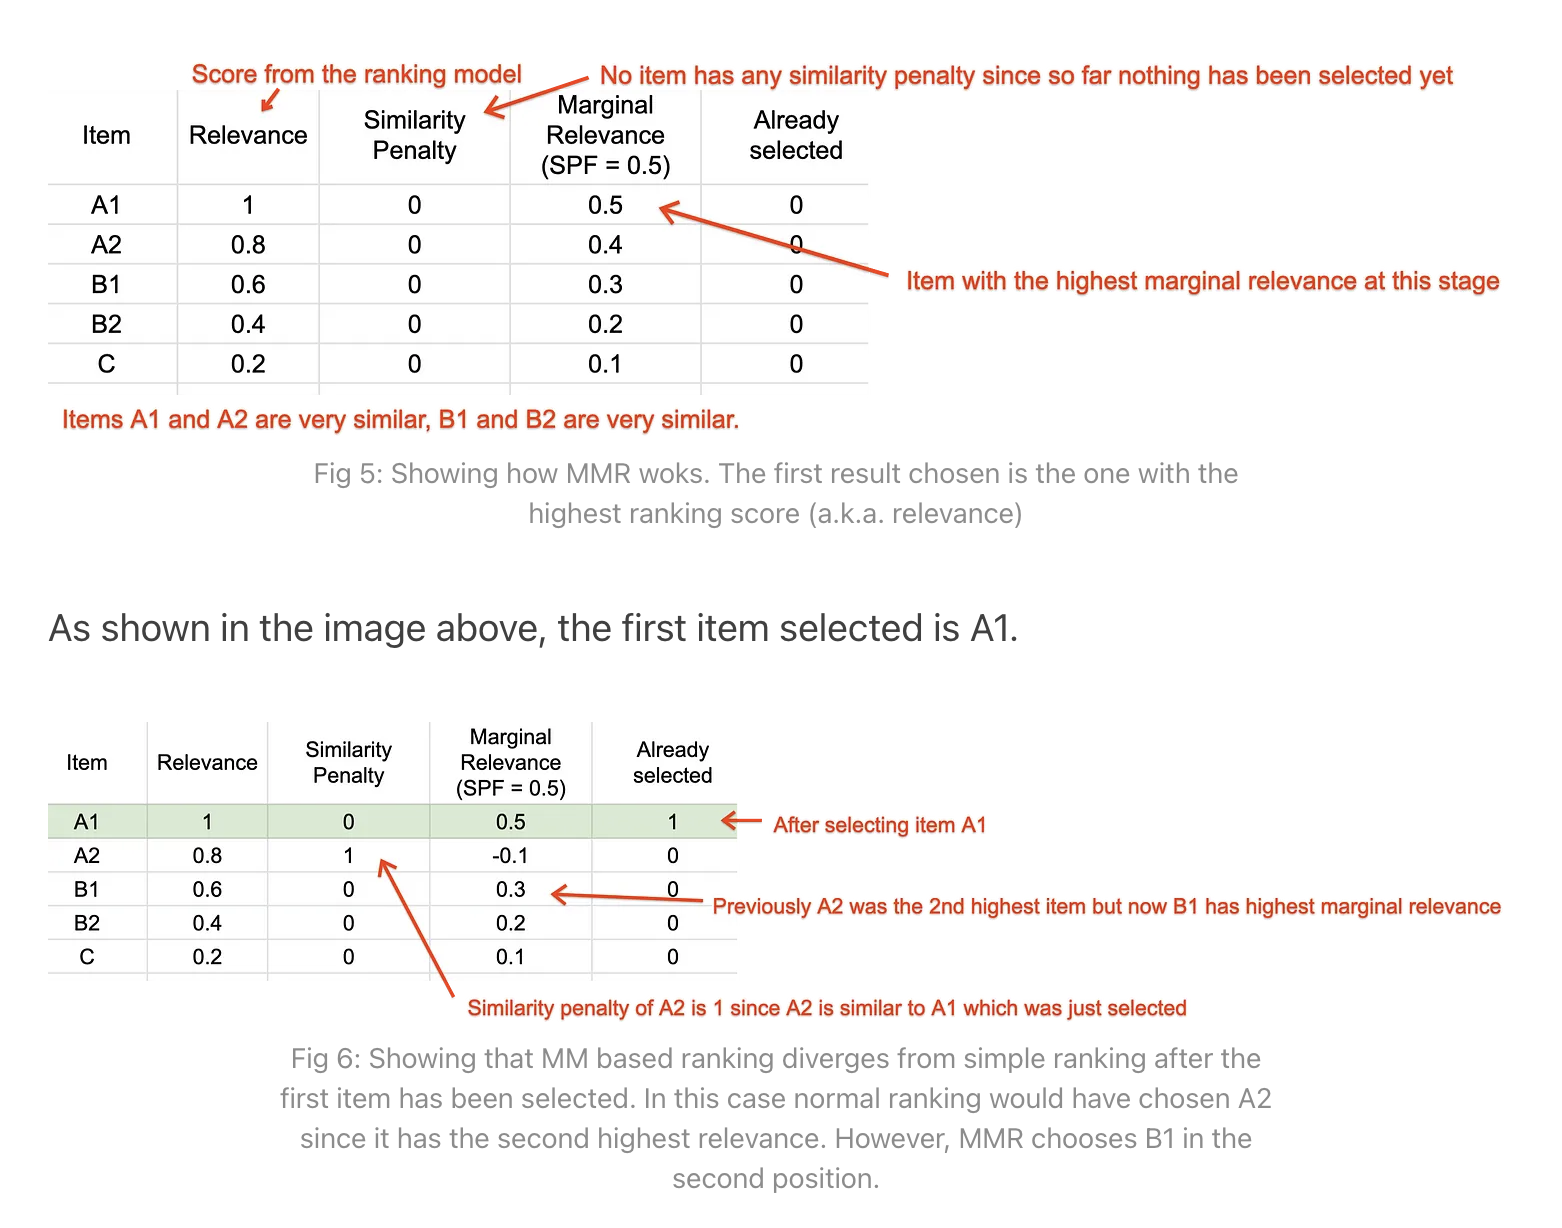 Score from the ranking model
No item has any similarity penalty since so far nothing has been selected yet
Item Relevance Similarity Penalty Marginal Relevance (SPF = 0.5) Already selected
A1 1 0 0.5 0
A2 0.8 0 0.4 0
B1 0.6 0 0.3 0
B2 0.4 0 0.2 0
C 0.2 0 0.1 0
Item with the highest marginal relevance at this stage
Items A1 and A2 are very similar, B1 and B2 are very similar.
Fig 5: Showing how MMR woks. The first result chosen is the one with the
highest ranking score (a.k.a. relevance)
As shown in the image above, the first item selected is A1.
Item Relevance Similarity Penalty Marginal Relevance (SPF = 0.5) Already selected
A1 1 0 0.5 1
After selecting item A1
A2 0.8 1 -0.1 0
B1 0.6 0 0.3 0
Previously A2 was the 2nd highest item but now B1 has highest marginal relevance
B2 0.4 0 0.2 0
C 0.2 0 0.1 0
Similarity penalty of A2 is 1 since A2 is similar to A1 which was just selected
Fig 6: Showing that MM based ranking diverges from simple ranking after the
first item has been selected. In this case normal ranking would have chosen A2
since it has the second highest relevance. However, MMR chooses B1 in the
second position.